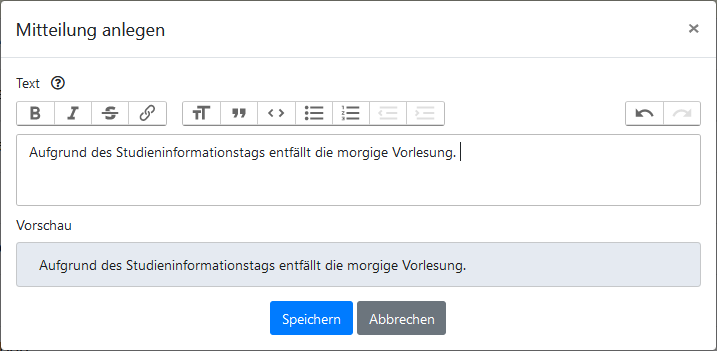 Mitteilung anlegen
Text
Aufgrund des Studieninformationstags entfällt die morgige Vorlesung.
Vorschau
Aufgrund des Studieninformationstags entfällt die morgige Vorlesung.
Speichern Abbrechen